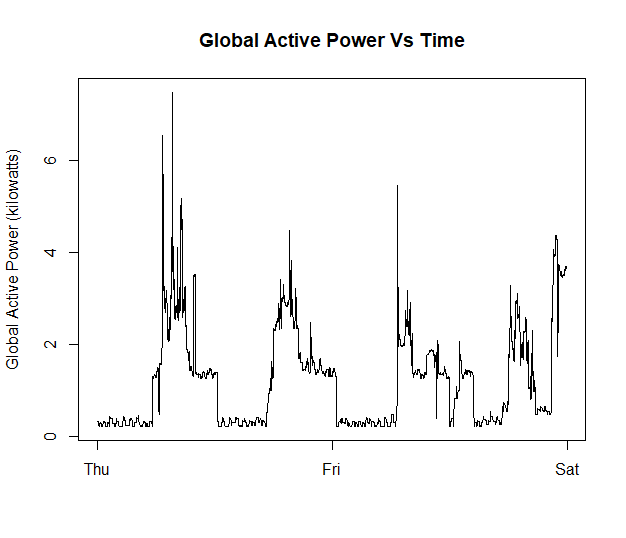 Global Active Power Vs Time
Global Active Power (kilowatts)
6
4
2
0
Thu
Fri
Sat